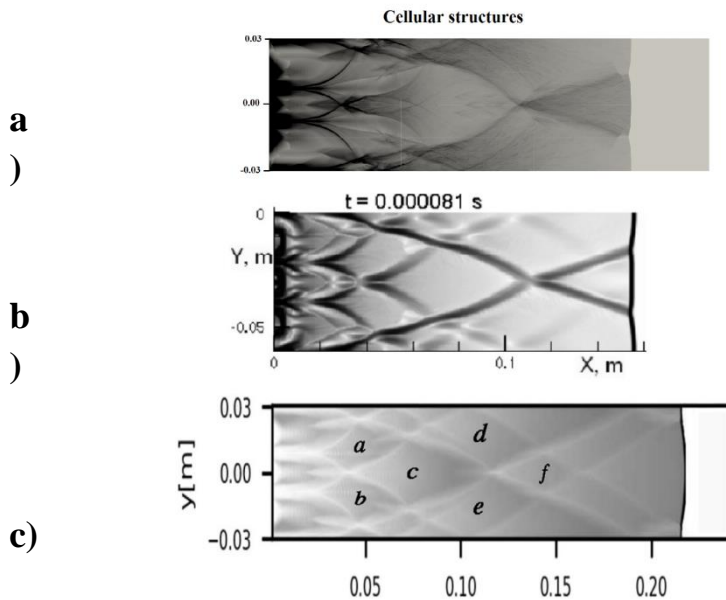 Cellular structures
0.03
0.00
-0.03
a
)
t = 0.000081 s
0
Y, m
-0.05
0
0.1
X, m
b
)
0.03
0.00
-0.03
y[m]
a
b
c
d
e
f
c)
0.05
0.10
0.15
0.20